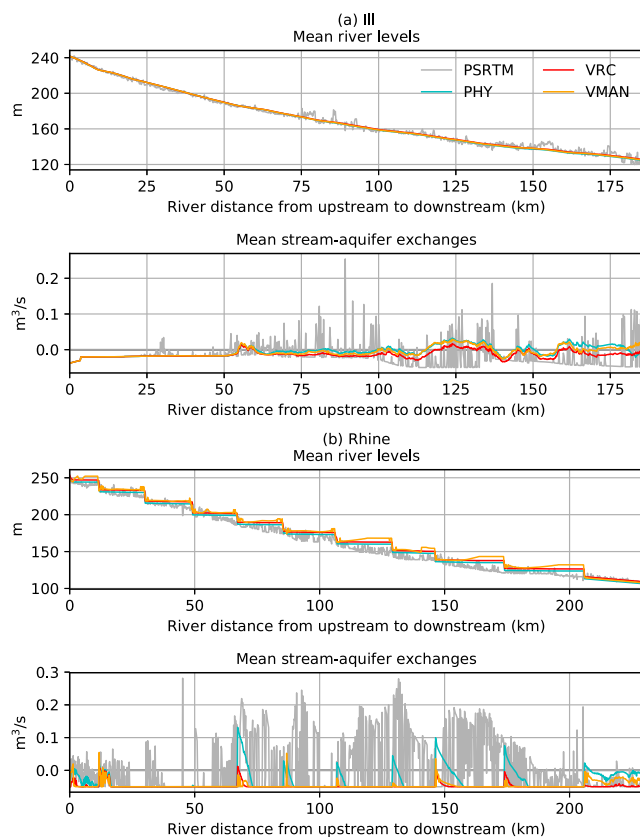 (a) Ill
Mean river levels
240
200
160
120
m
PSRTM
PHY
VRC
VMAN
0
25
50
75
100
125
150
175
River distance from upstream to downstream (km)
Mean stream-aquifer exchanges
0.2
0.1
0.0
m³/s
0
25
50
75
100
125
150
175
River distance from upstream to downstream (km)
(b) Rhine
Mean river levels
250
200
150
100
m
0
50
100
150
200
River distance from upstream to downstream (km)
Mean stream-aquifer exchanges
0.3
0.2
0.1
0.0
m³/s
0
50
100
150
200
River distance from upstream to downstream (km)